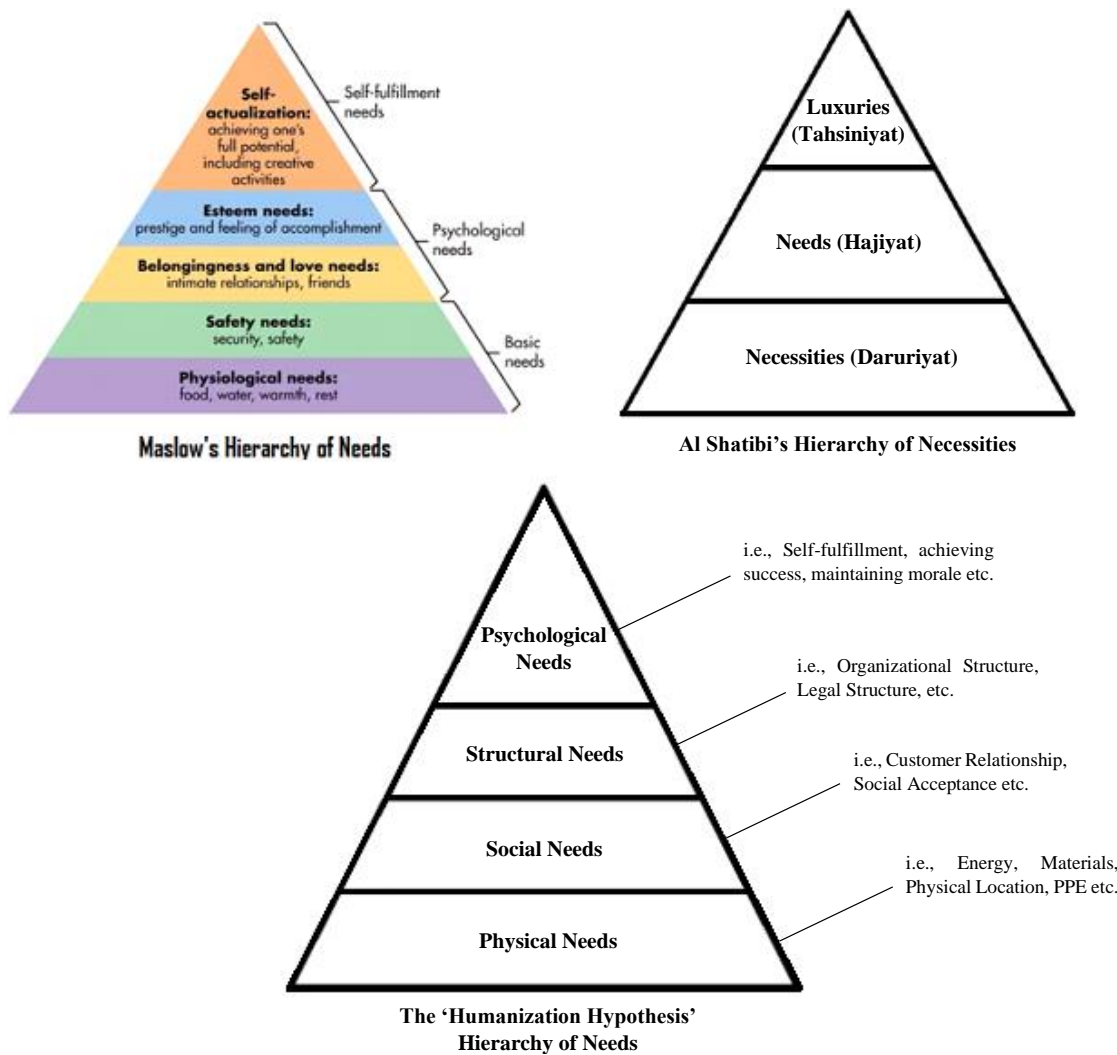 Self-
actualization:
achieving one's
full potential,
including creative
activities
Esteem needs:
prestige and feeling of accomplishment
Belongingness and love needs:
intimate relationships, friends
Safety needs:
security, safety
Physiological needs:
food, water, warmth, rest
Self-fulfillment
needs
Psychological
needs
Basic
needs
Maslow's Hierarchy of Needs
Luxuries
(Tahsiniyat)
Needs (Hajiyat)
Necessities (Daruriyat)
Al Shatibi’s Hierarchy of Necessities
Psychological
Needs
Structural Needs
Social Needs
Physical Needs
i.e., Self-fulfillment, achieving
success, maintaining morale etc.
i.e., Organizational Structure,
Legal Structure, etc.
i.e., Customer Relationship,
Social Acceptance etc.
i.e., Energy, Materials,
Physical Location, PPE etc.
The ‘Humanization Hypothesis’
Hierarchy of Needs